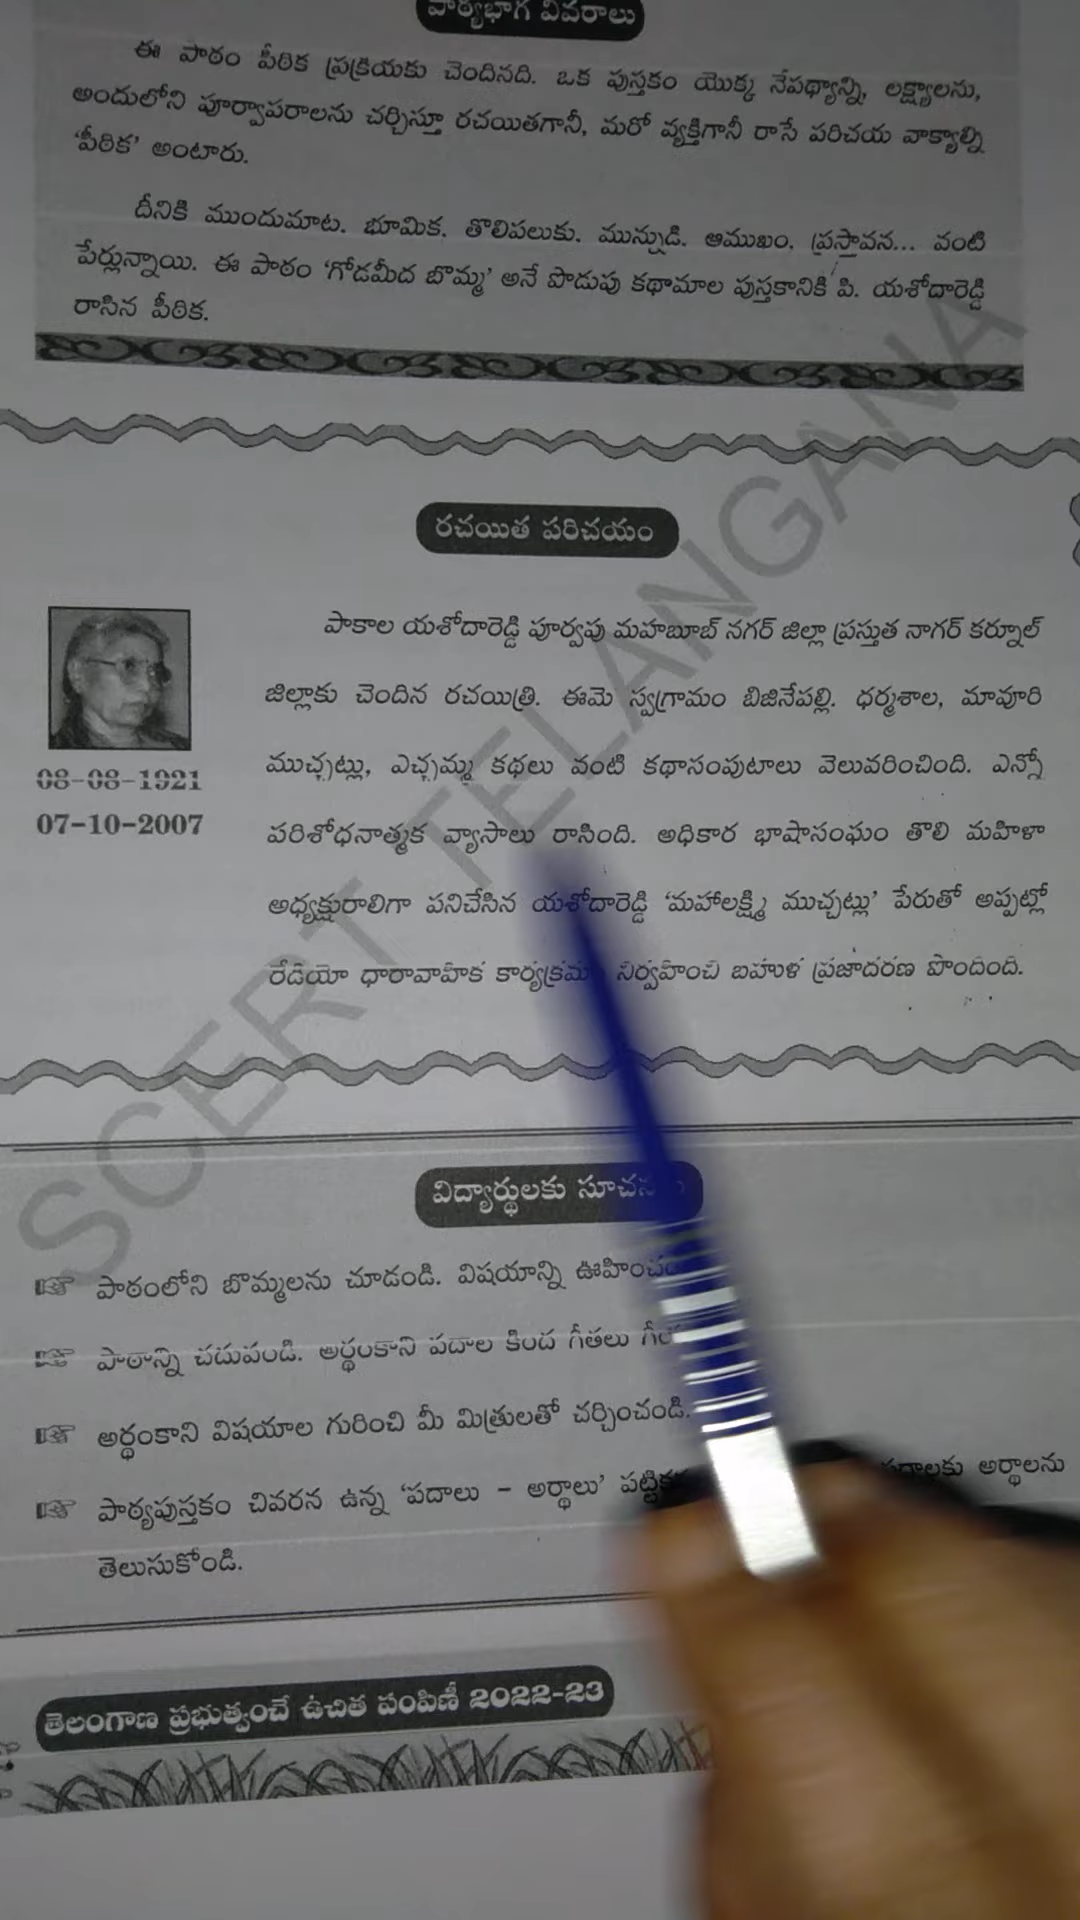 పాఠ్యభాగ వివరాలు
ఈ పాఠం పీఠిక ప్రక్రియకు చెందినది. ఒక పుస్తకం యొక్క నేపథ్యాన్ని, లక్ష్యాలను,
అందులోని పూర్వాపరాలను చర్చిస్తూ రచయితగానీ, మరో వ్యక్తిగానీ రాసే పరిచయ వాక్యాల్ని
‘పీఠిక’ అంటారు.
దీనికి ముందుమాట. భూమిక. తొలిపలుకు. మున్నుడి. ఆముఖం. ప్రస్తావన... వంటి
పేర్లున్నాయి. ఈ పాఠం ‘గోడమీద బొమ్మ’ అనే పొడుపు కథామాల పుస్తకానికి పి. యశోదారెడ్డి
రాసిన పీఠిక.
రచయిత పరిచయం
పాకాల యశోదారెడ్డి పూర్వపు మహబూబ్ నగర్ జిల్లా ప్రస్తుత నాగర్ కర్నూల్
జిల్లాకు చెందిన రచయిత్రి. ఈమె స్వగ్రామం బిజినేపల్లి. ధర్మశాల, మావూరి
ముచ్చట్లు, ఎచ్చమ్మ కథలు వంటి కథాసంపుటాలు వెలువరించింది. ఎన్నో
08-08-1921
07-10-2007
పరిశోధనాత్మక వ్యాసాలు రాసింది. అధికార భాషాసంఘం తొలి మహిళా
అధ్యక్షురాలిగా పనిచేసిన యశోదారెడ్డి ‘మహాలక్ష్మి ముచ్చట్లు’ పేరుతో అప్పట్లో
రేడియో ధారావాహిక నిర్వహించి బహుళ ప్రజాదరణ పొందింది.
SCERT TELANGANA
విద్యార్థులకు
పాఠంలోని బొమ్మలను చూడండి. విషయాన్ని
పాఠాన్ని చదువండి. అర్థంకాని పదాల కింద గీతలు
అర్థంకాని విషయాల గురించి మీ మిత్రులతో చర్చించండి.
పాఠ్యపుస్తకం చివరన ఉన్న ‘పదాలు - అర్థాలు’ అర్థాలను
తెలుసుకోండి.
తెలంగాణ ప్రభుత్వంచే ఉచిత పంపిణీ 2022-23